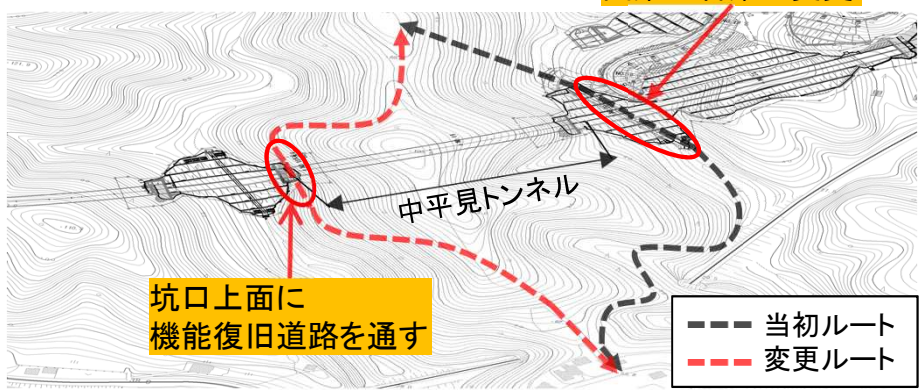 中平見トンネル
坑口上面に
機能復旧道路を通す
当初ルート
変更ルート